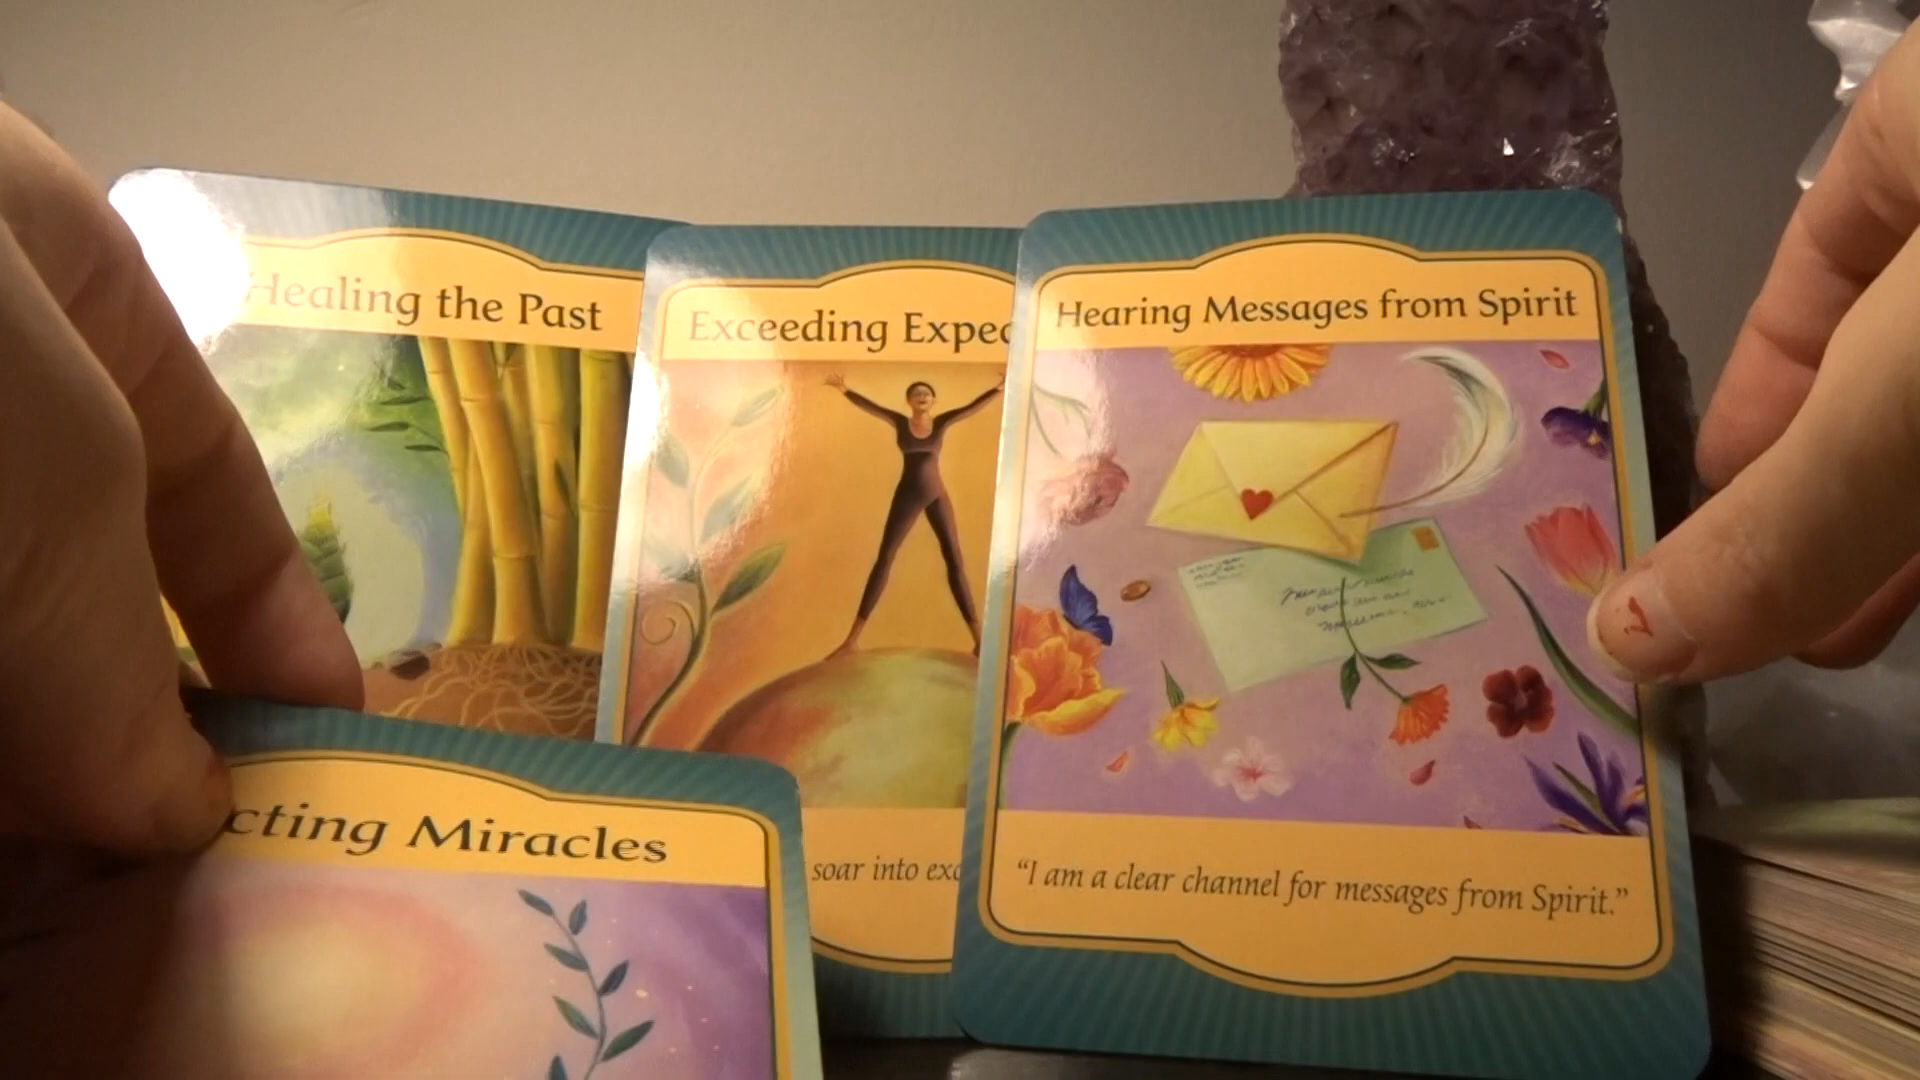 Healing the Past
Exceeding Expec
Hearing Messages from Spirit
soar into exc
"I am a clear channel for messages from Spirit."
cting Miracles